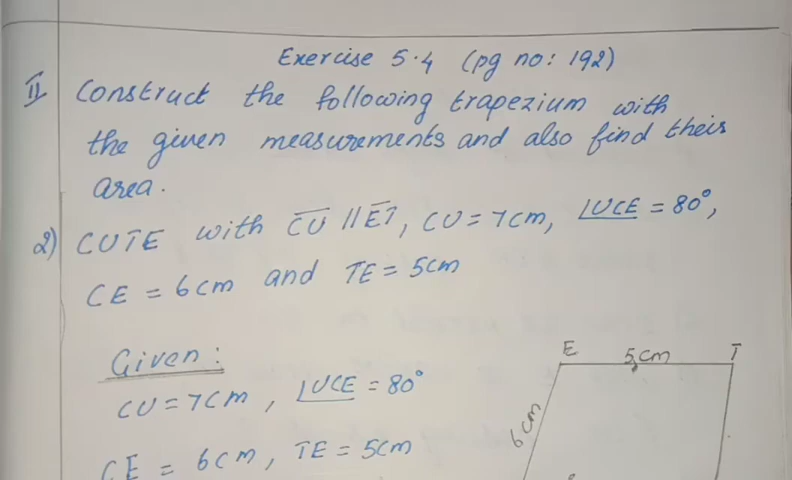 Exercise 5.4 (pg no: 192)
II Construct the following trapezium with
the given measurements and also find theis
area.
2) CUTE with CU // ET, CU = 7cm, ∠UCE = 80°,
CE = 6cm and TE = 5cm
Given:
CU = 7cm, ∠UCE = 80°
CE = 6cm, TE = 5cm
E 5cm T
6cm